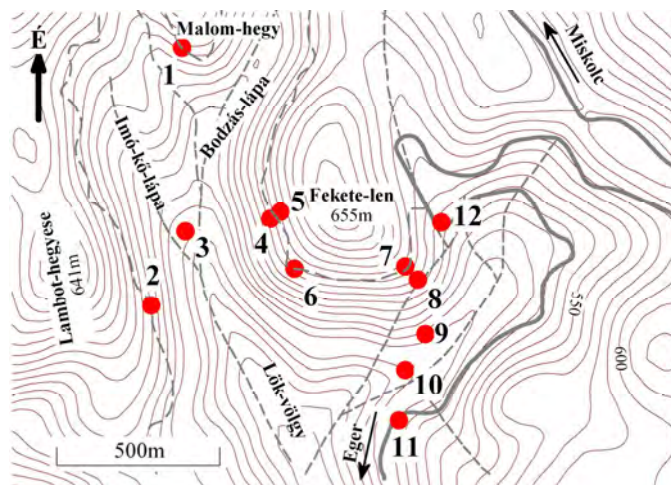 Malom-hegy
É
1
Miskolc
Bodzás-lápa
Imó-kő-lápa
Fekete-len
655m
5
4
12
3
Lambot-hegyese
641m
2
6
7
8
9
550
600
10
Lök-völgy
11
Eger
500m